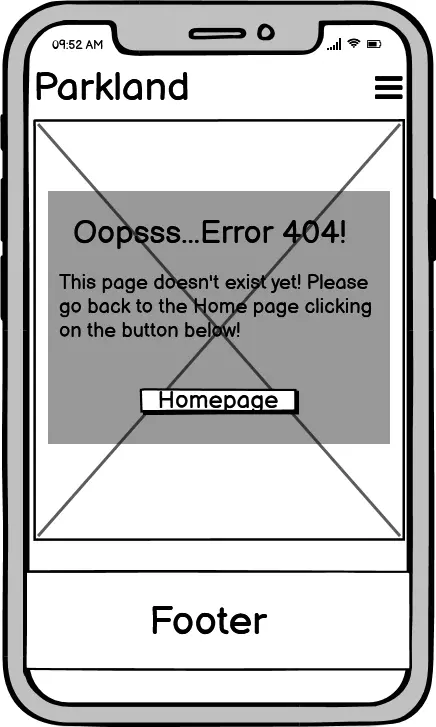 09:52 AM
Parkland
Oopsss...Error 404!
This page doesn't exist yet! Please
go back to the Home page clicking
on the button below!
Homepage
Footer